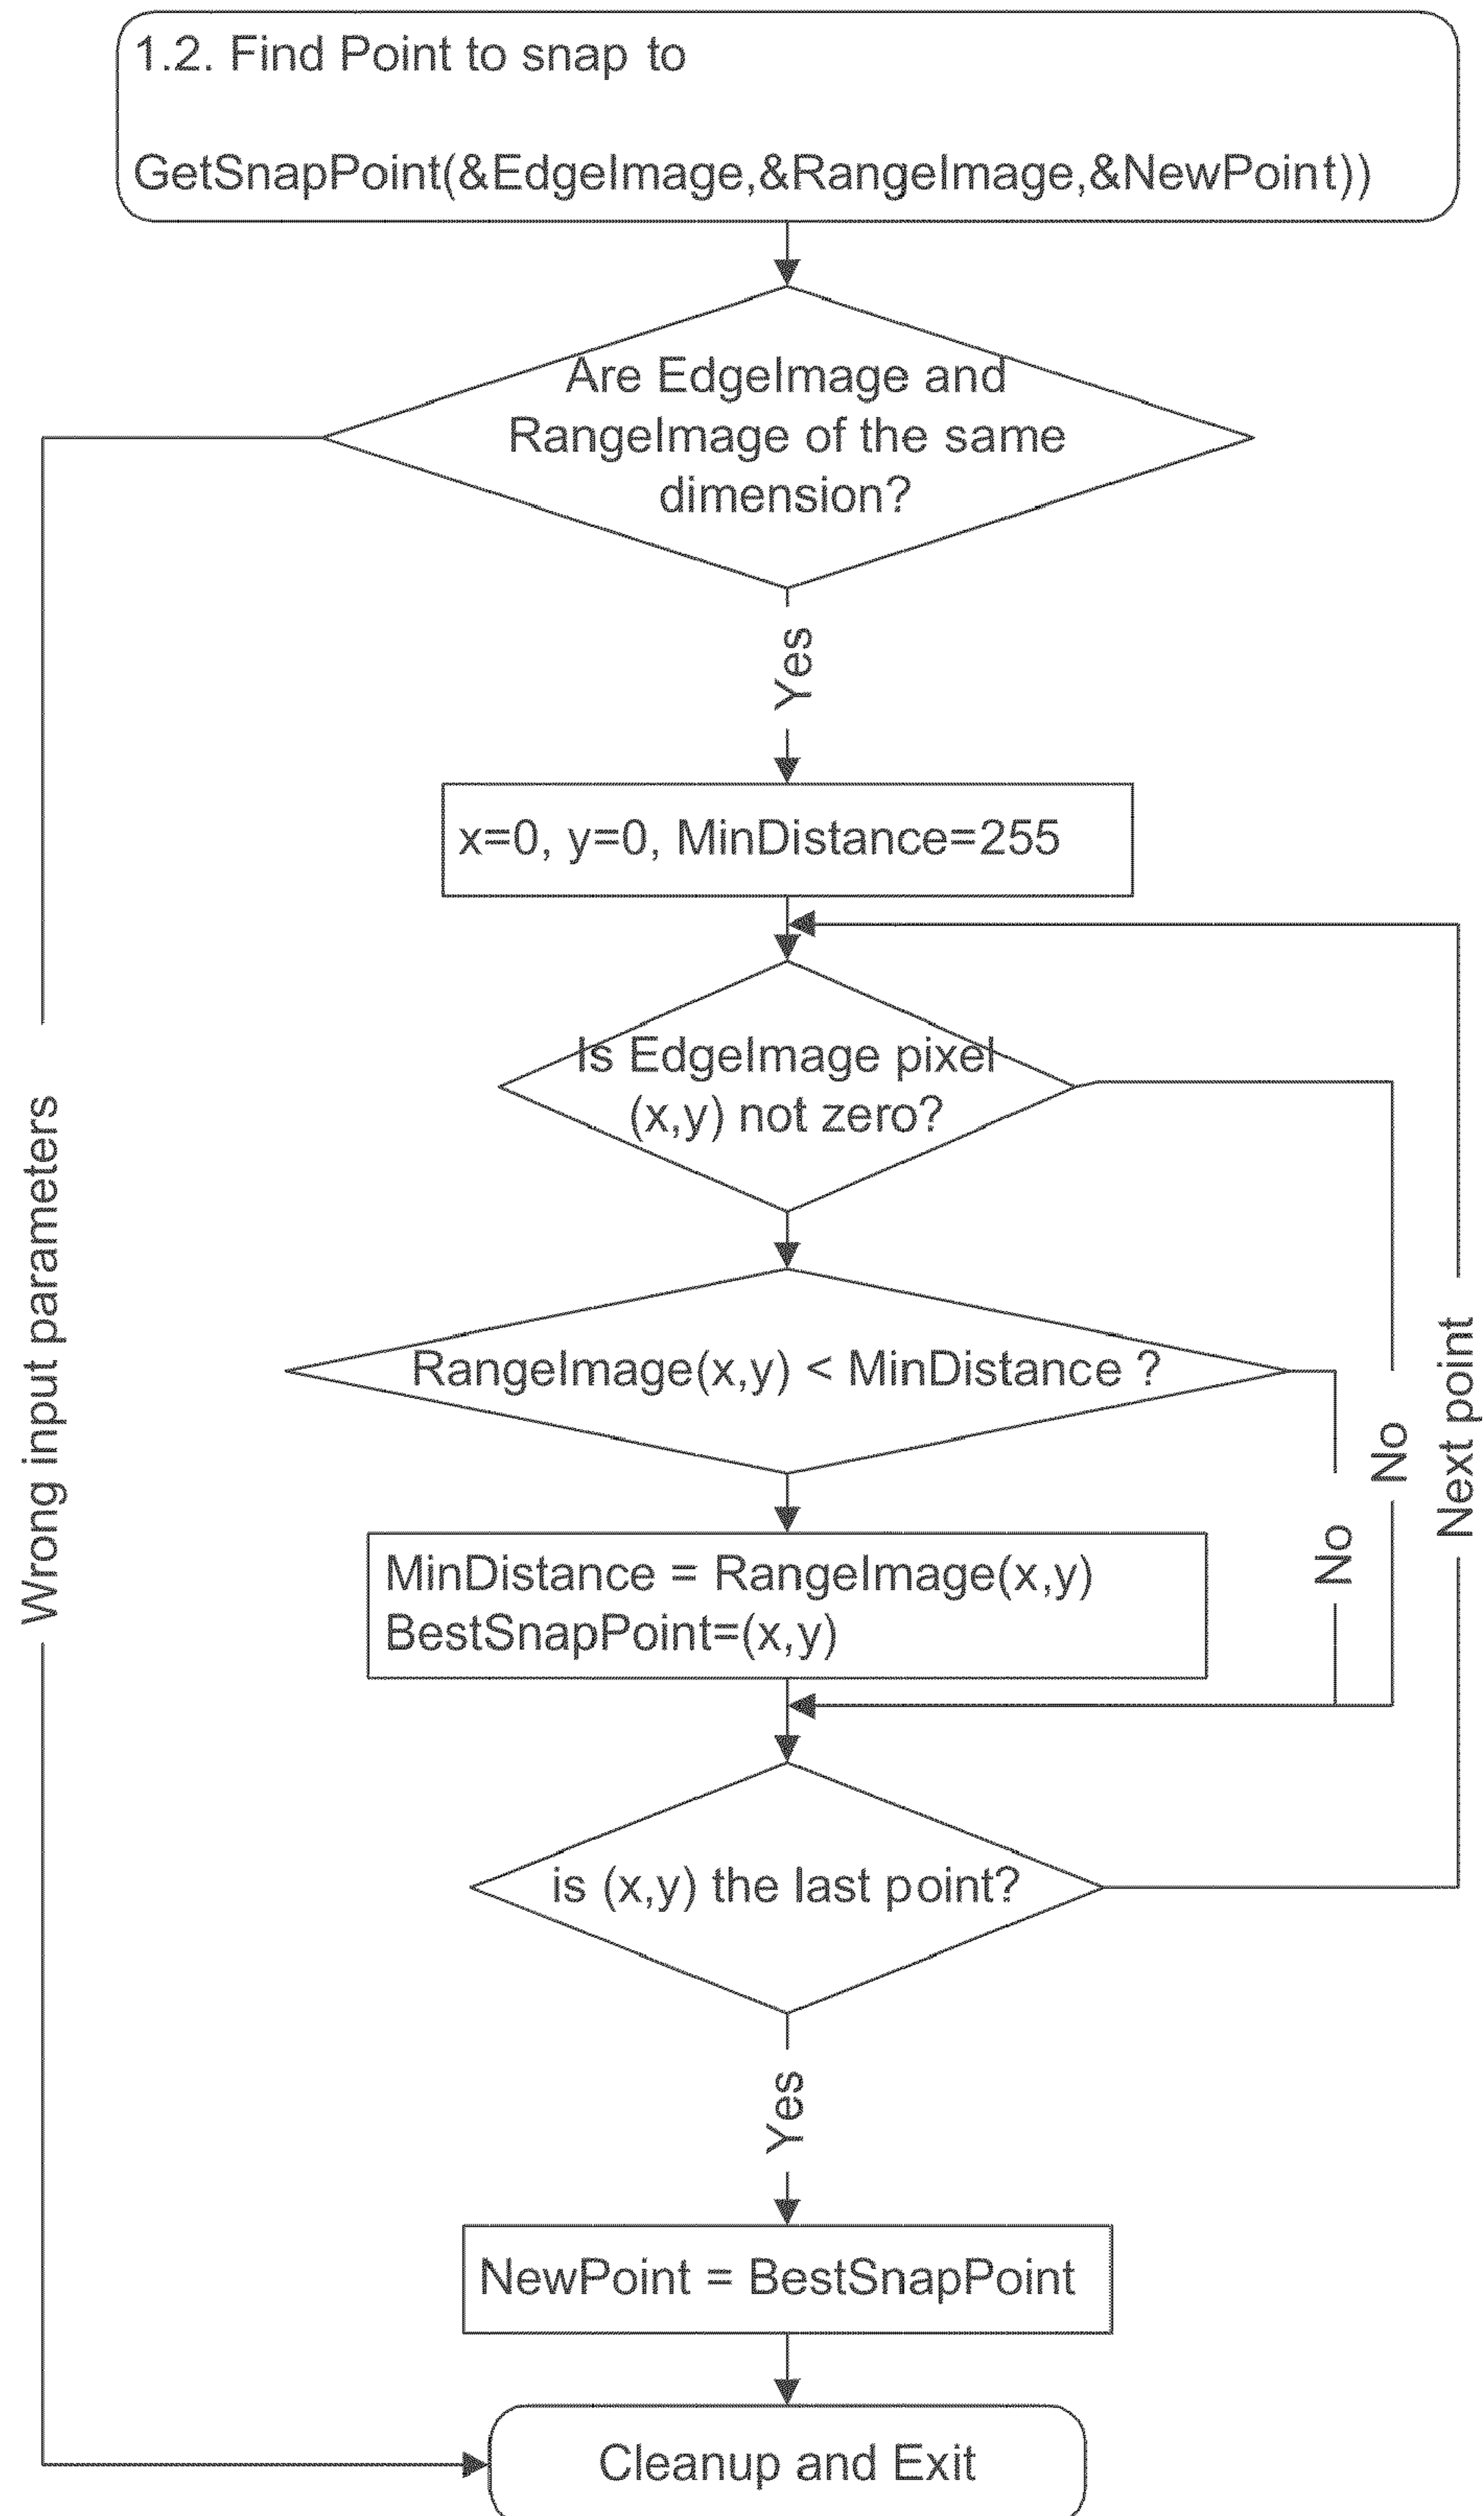 1.2. Find Point to snap to
GetSnapPoint(&EdgeImage,&RangeImage,&NewPoint))
Are EdgeImage and
RangeImage of the same
dimension?
Yes
x=0, y=0, MinDistance=255
Is EdgeImage pixel
(x,y) not zero?
Wrong input parameters
RangeImage(x,y) < MinDistance ?
No
Next point
No
MinDistance = RangeImage(x,y)
BestSnapPoint=(x,y)
is (x,y) the last point?
Yes
NewPoint = BestSnapPoint
Cleanup and Exit